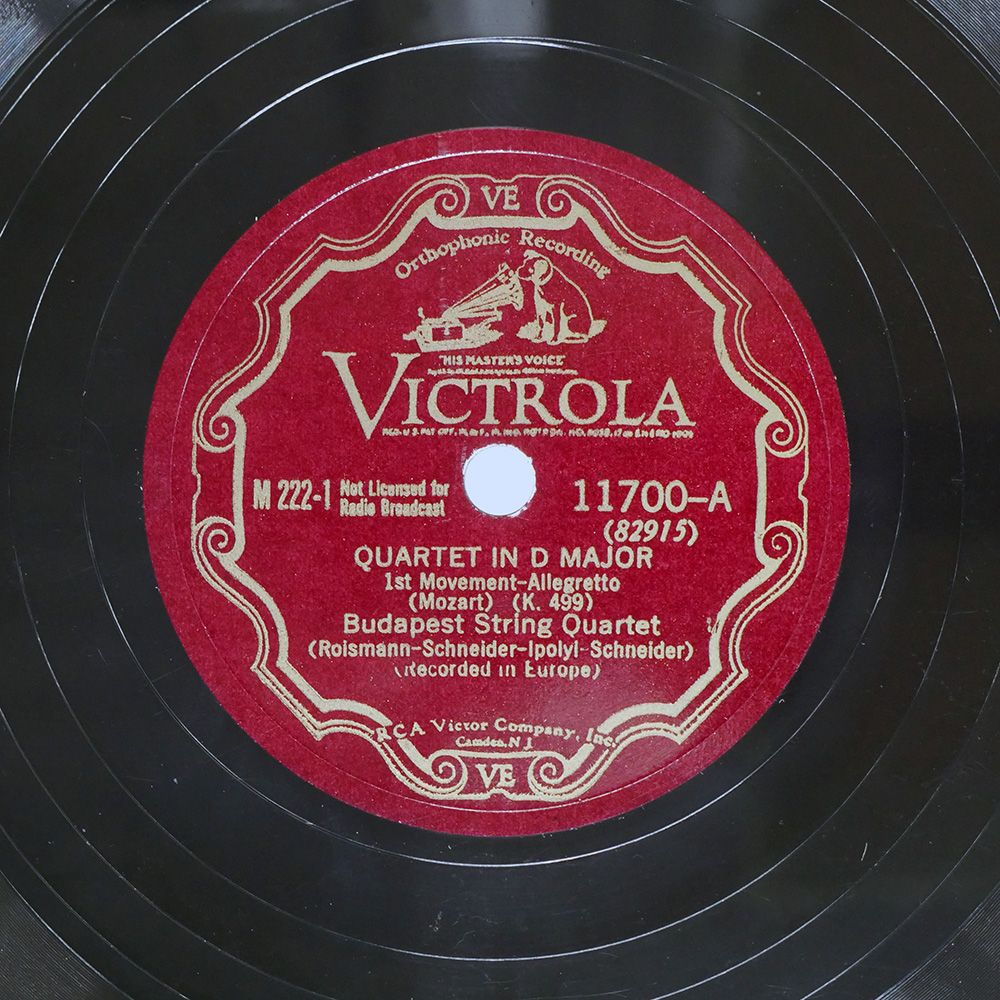 VE
Orthophonic Recording
"HIS MASTER'S VOICE"
VICTROLA
M 222-1 Not Licensed for
Radio Broadcast
11700-A
(82915)
QUARTET IN D MAJOR
1st Movement-Allegretto
(Mozart) (K. 499)
Budapest String Quartet
(Roismann-Schneider-Ipolyi-Schneider)
(Recorded in Europe)
RCA Victor Company, Inc.
Camden, N.J.
VE